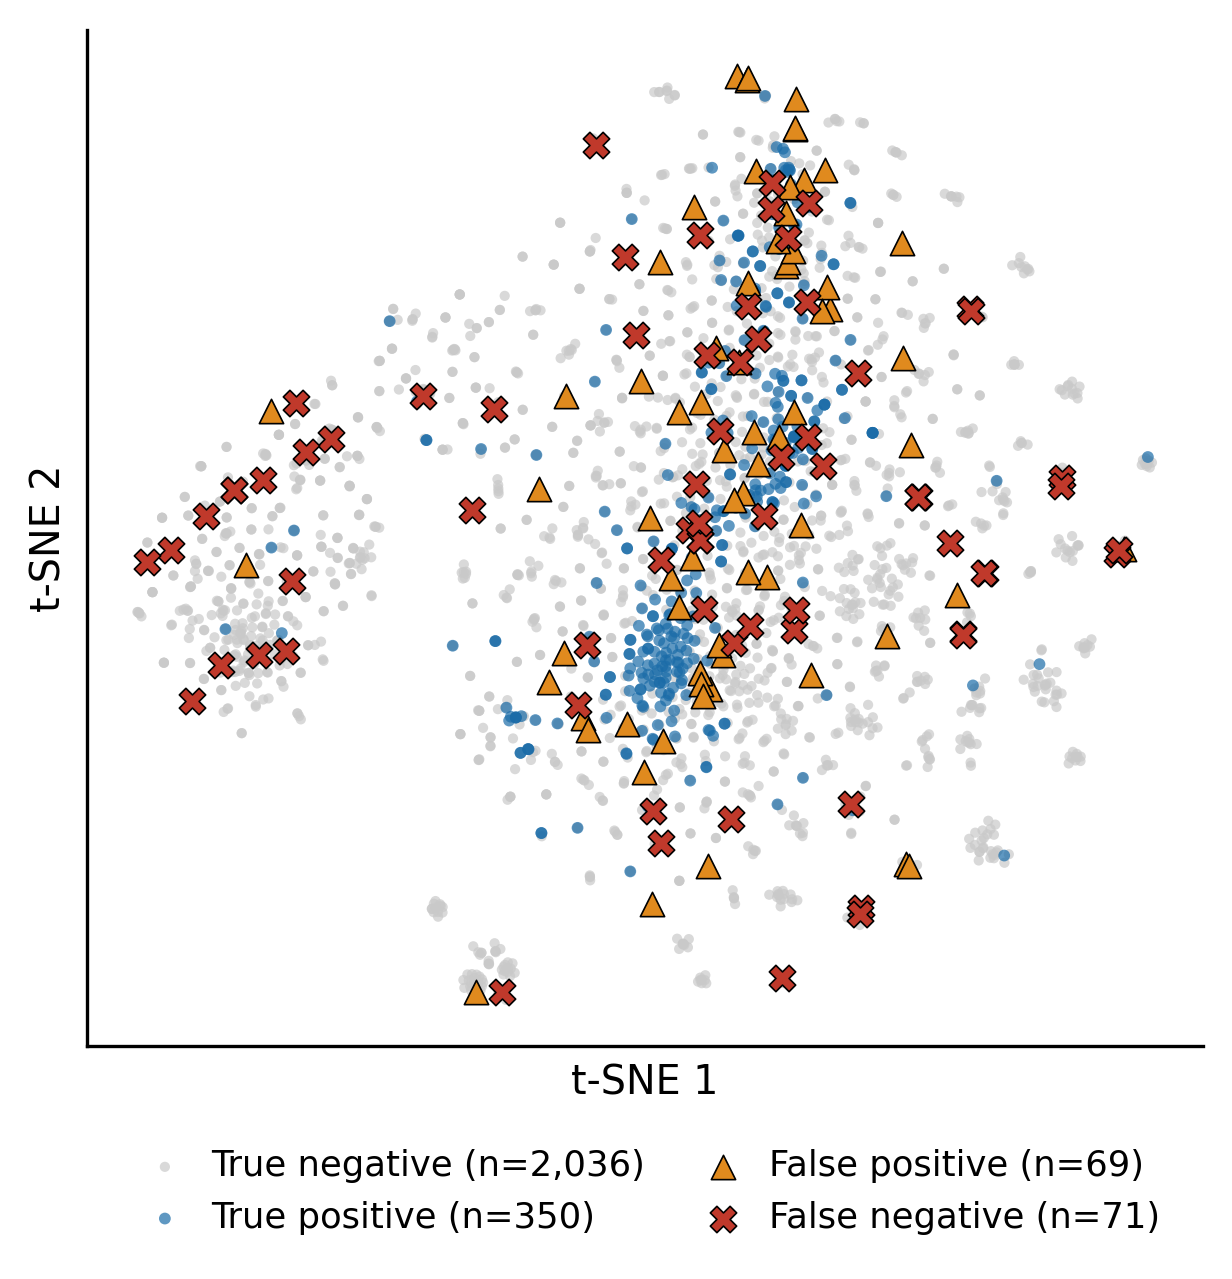 t-SNE 2
t-SNE 1
True negative (n=2,036)
True positive (n=350)
False positive (n=69)
False negative (n=71)